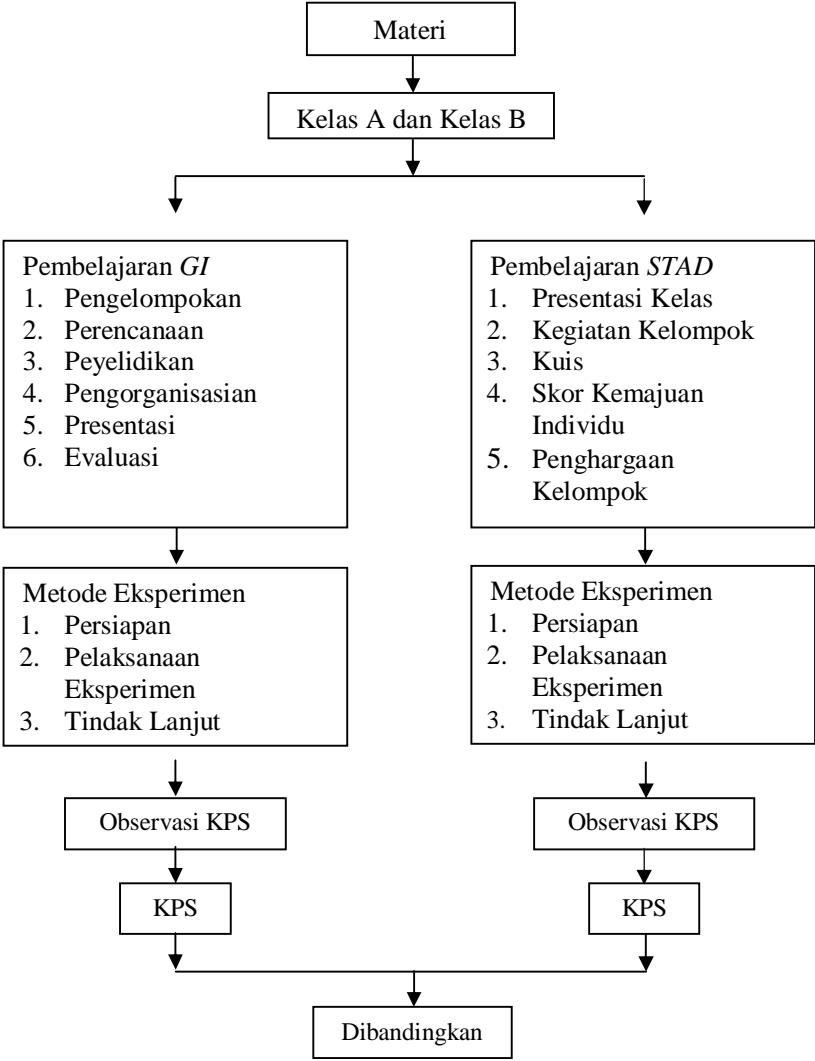 Materi
Kelas A dan Kelas B
Pembelajaran GI
1. Pengelompokan
2. Perencanaan
3. Peyelidikan
4. Pengorganisasian
5. Presentasi
6. Evaluasi
Pembelajaran STAD
1. Presentasi Kelas
2. Kegiatan Kelompok
3. Kuis
4. Skor Kemajuan
Individu
5. Penghargaan
Kelompok
Metode Eksperimen
1. Persiapan
2. Pelaksanaan
Eksperimen
3. Tindak Lanjut
Metode Eksperimen
1. Persiapan
2. Pelaksanaan
Eksperimen
3. Tindak Lanjut
Observasi KPS
Observasi KPS
KPS
KPS
Dibandingkan